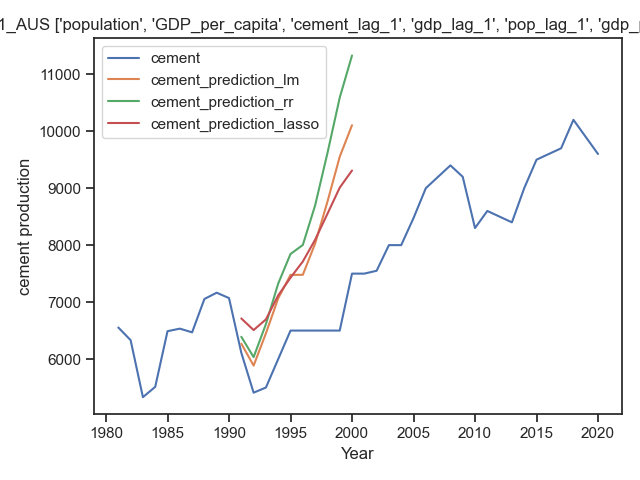 1_AUS ['population', 'GDP_per_capita', 'cement_lag_1', 'gdp_lag_1', 'pop_lag_1', 'gdp_p
cement
cement_prediction_lm
cement_prediction_rr
cement_prediction_lasso
cement production
11000
10000
9000
8000
7000
6000
1980 1985 1990 1995 2000 2005 2010 2015 2020
Year